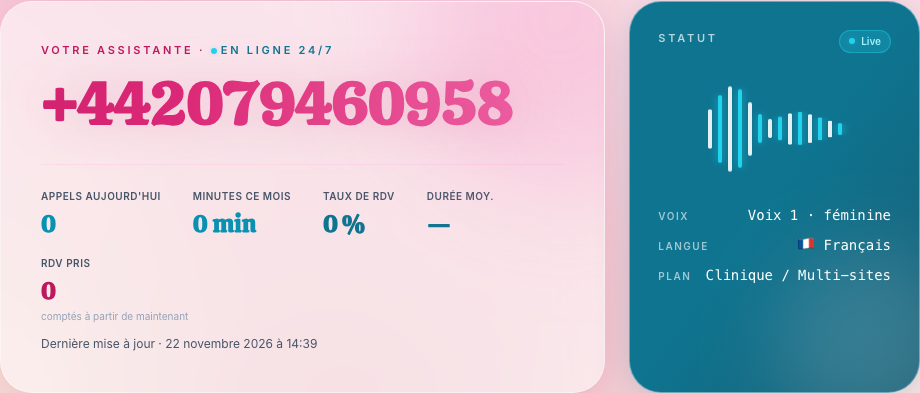 VOTRE ASSISTANTE · EN LIGNE 24/7
+442079460958
APPELS AUJOURD'HUI MINUTES CE MOIS TAUX DE RDV DURÉE MOY.
0 0 min 0 % —
RDV PRIS
0
comptés à partir de maintenant
Dernière mise à jour · 22 novembre 2026 à 14:39
STATUT Live
VOIX Voix 1 · féminine
LANGUE 🇫🇷 Français
PLAN Clinique / Multi-sites